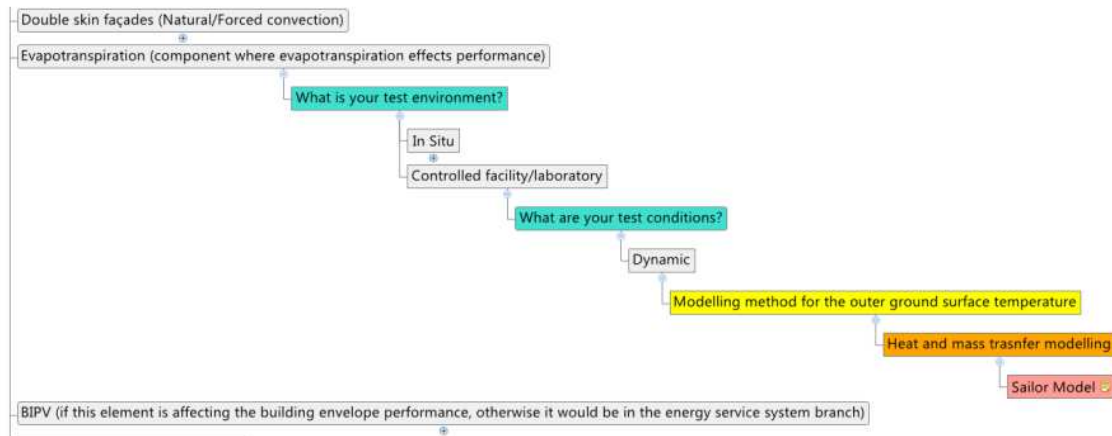 Double skin façades (Natural/Forced convection)
Evapotranspiration (component where evapotranspiration effects performance)
What is your test environment?
In Situ
Controlled facility/laboratory
What are your test conditions?
Dynamic
Modelling method for the outer ground surface temperature
Heat and mass trasnfer modelling
Sailor Model
BIPV (if this element is affecting the building envelope performance, otherwise it would be in the energy service system branch)